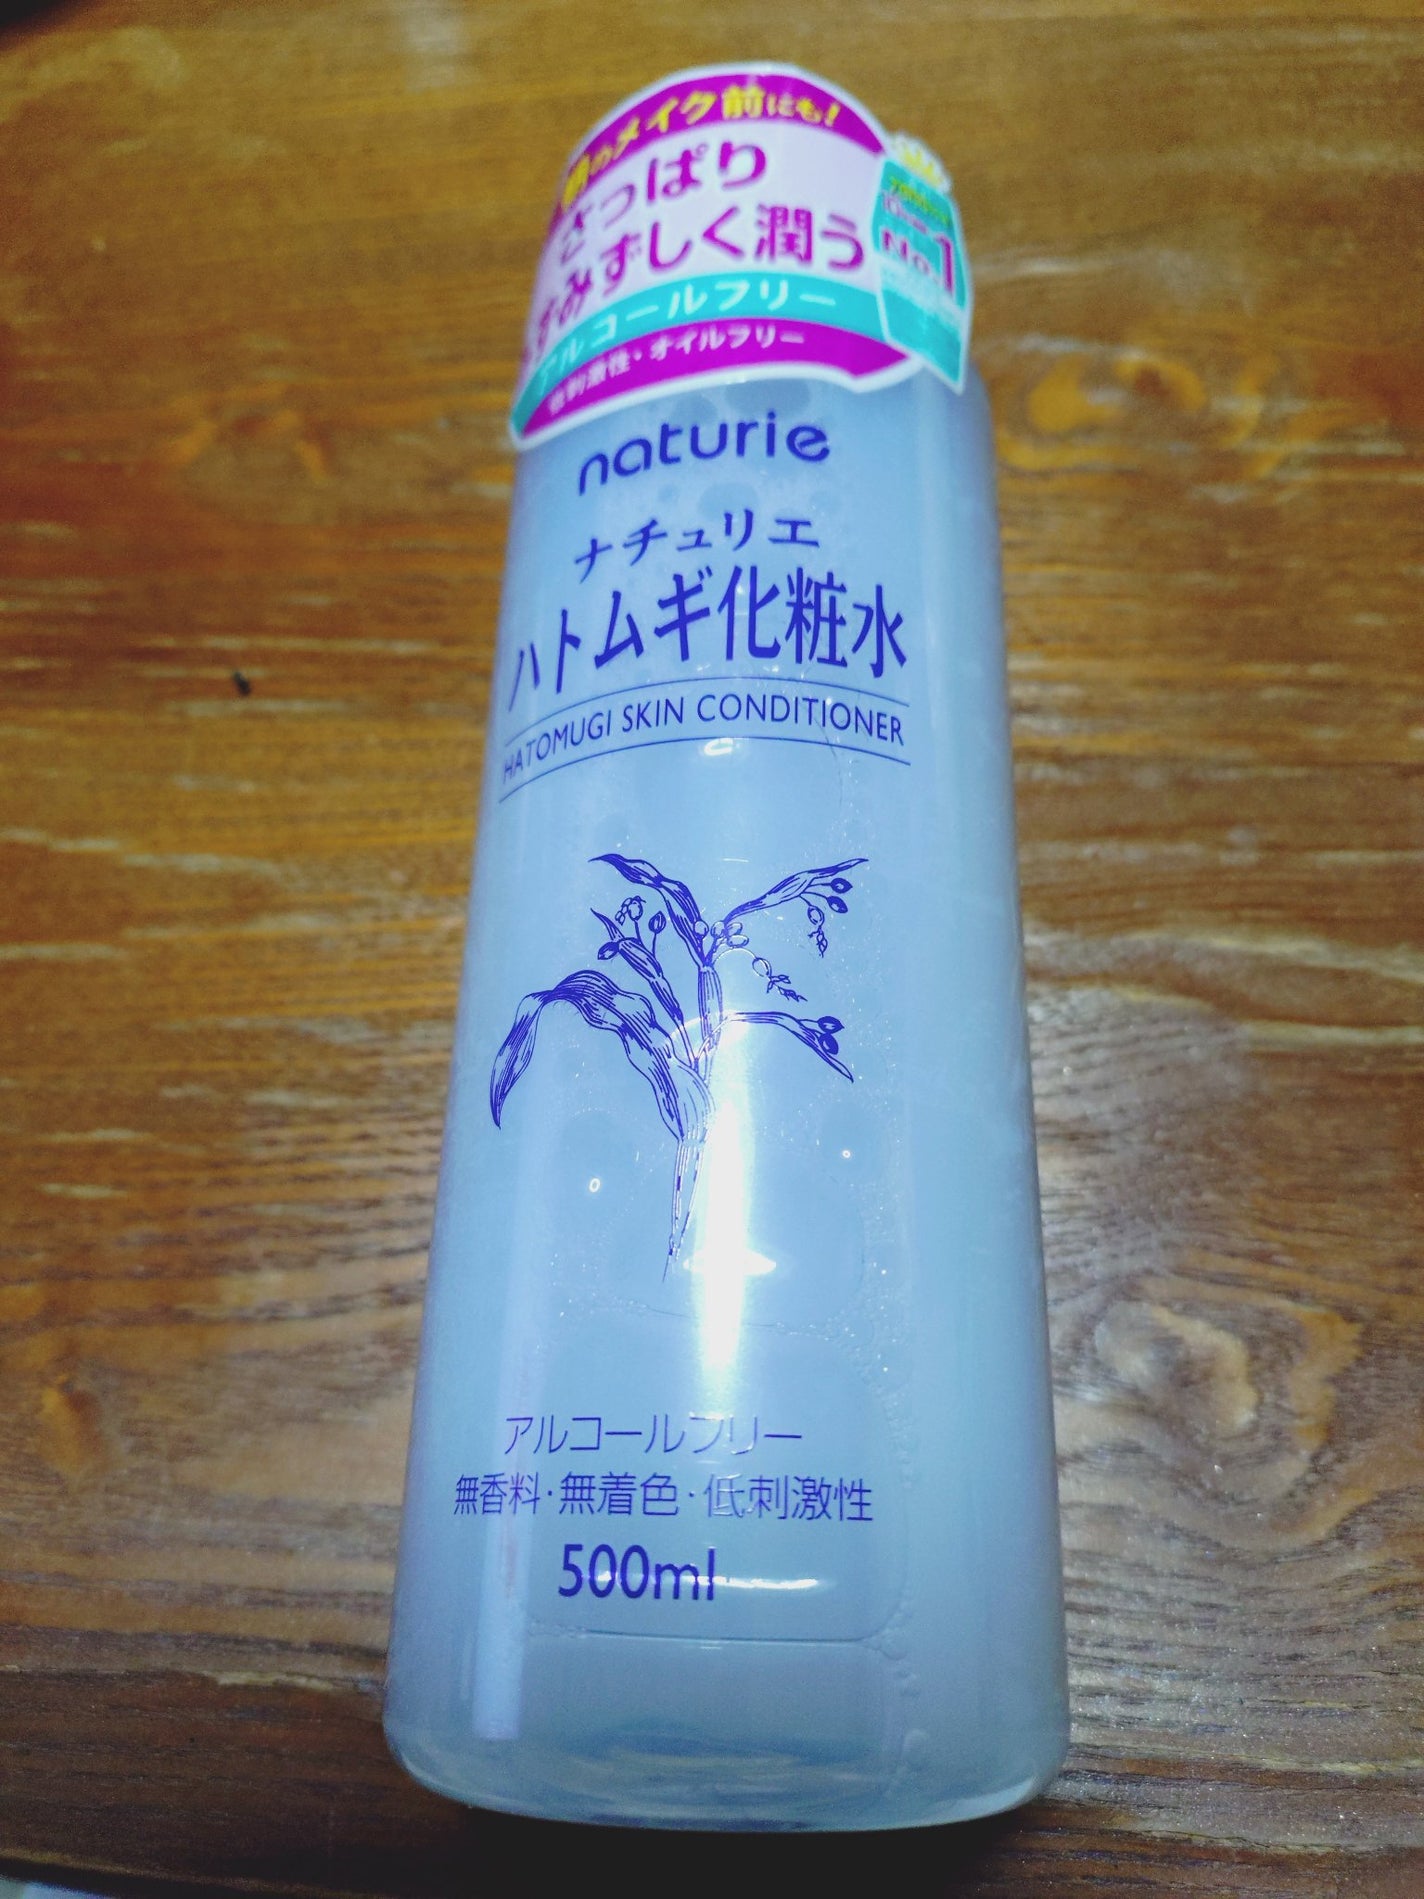 朝のメイク前にも!
さっぱり
みずみずしく潤う
アルコールフリー
低刺激性・オイルフリー
No.1
naturie
ナチュリエ
ハトムギ化粧水
HATOMUGI SKIN CONDITIONER
アルコールフリー
無香料・無着色・低刺激性
500ml